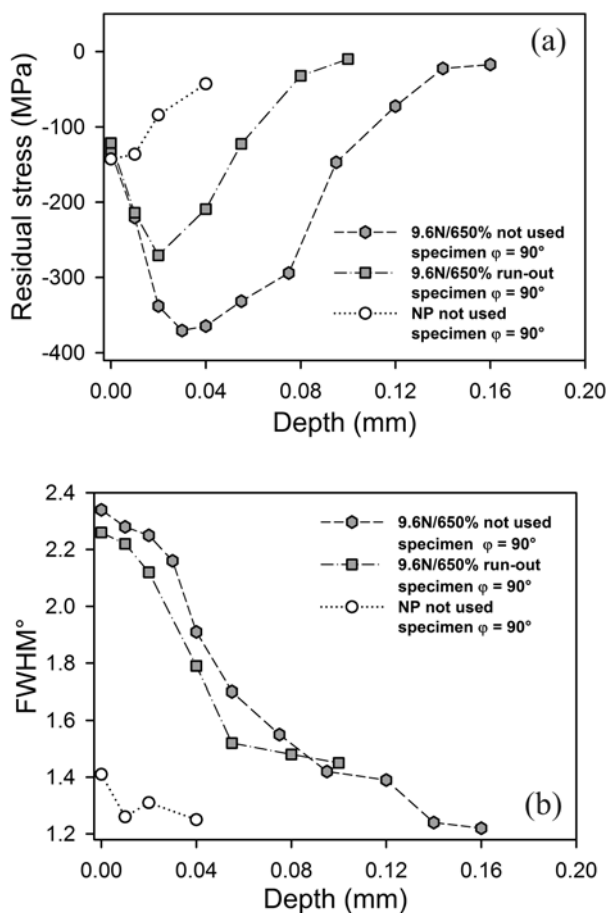 (a)
Residual stress (MPa)
0
-100
-200
-300
-400
9.6N/650% not used
specimen φ = 90°
9.6N/650% run-out
specimen φ = 90°
NP not used
specimen φ = 90°
0.00 0.04 0.08 0.12 0.16 0.20
Depth (mm)
FWHM°
2.4
2.2
2.0
1.8
1.6
1.4
1.2
9.6N/650% not used
specimen φ = 90°
9.6N/650% run-out
specimen φ = 90°
NP not used
specimen φ = 90°
(b)
0.00 0.04 0.08 0.12 0.16 0.20
Depth (mm)